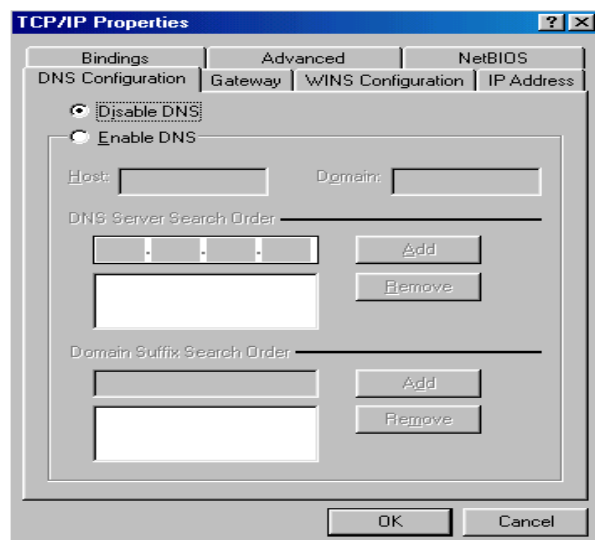 TCP/IP Properties
Bindings Advanced NetBIOS
DNS Configuration Gateway WINS Configuration IP Address
Disable DNS
Enable DNS
Host: Domain:
DNS Server Search Order
. . .
Add
Remove
Domain Suffix Search Order
Add
Remove
OK Cancel